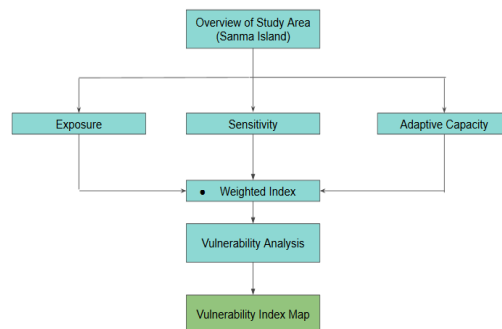 Overview of Study Area
(Sanma Island)
Exposure
Sensitivity
Adaptive Capacity
● Weighted Index
Vulnerability Analysis
Vulnerability Index Map